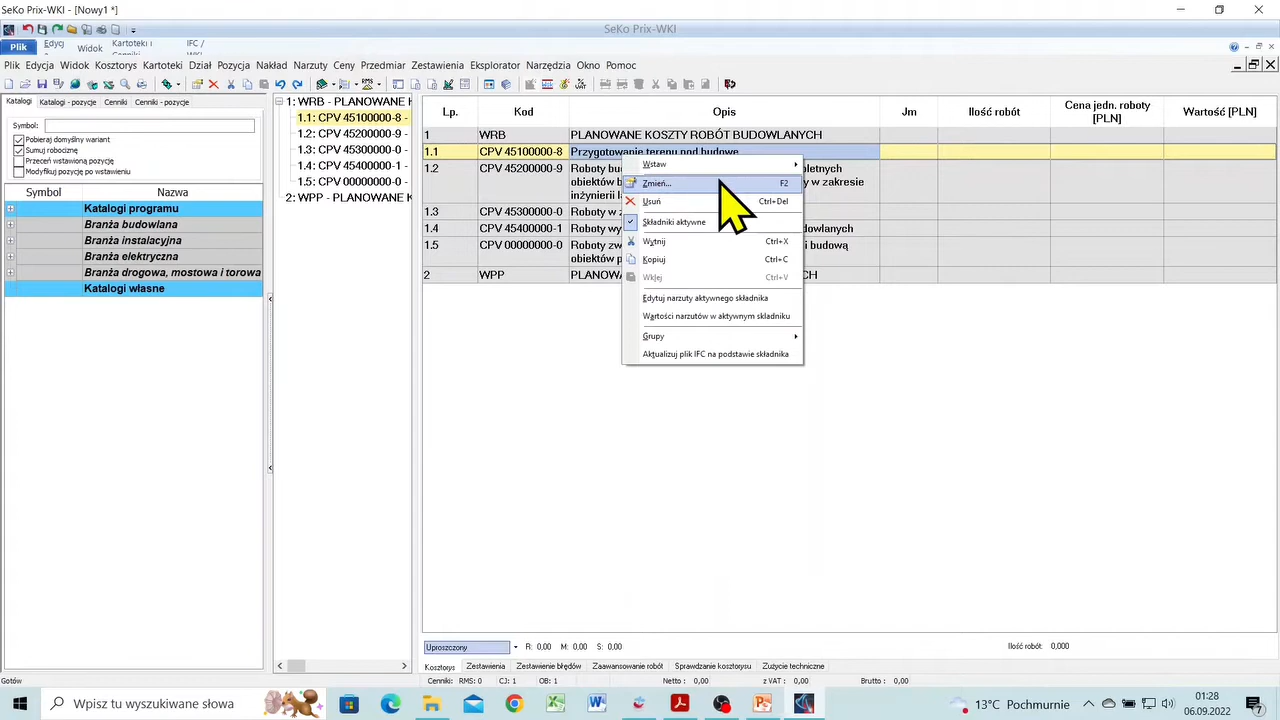 SeKo Prix-WKI - [Nowy1 *]
SeKo Prix-WKI
Plik
Widok
Plik Edycja Widok Kosztorys Kartoteki Dział Pozycja Nakład Narzuty Ceny Przedmiar Zestawienia Eksplorator Narzędzia Okno Pomoc
Katalogi Katalogi - pozycje Cenniki Cenniki - pozycje
Symbol:
Pobieraj domyślny wariant
Sumuj robociznę
Przeceń wstawioną pozycję
Modyfikuj pozycję po wstawieniu
Symbol Nazwa
Katalogi programu
Branża budowlana
Branża instalacyjna
Branża elektryczna
Branża drogowa, mostowa i torowa
Katalogi własne
1: WRB - PLANOWANE
1.1: CPV 45100000-8 -
1.2: CPV 45200000-9 -
1.3: CPV 45300000-0 -
1.4: CPV 45400000-1 -
1.5: CPV 00000000-0 -
2: WPP - PLANOWANE
Lp. Kod Opis Jm Ilość robót Cena jedn. roboty [PLN] Wartość [PLN]
1 WRB PLANOWANE KOSZTY ROBÓT BUDOWLANYCH
1.1 CPV 45100000-8 Przygotowanie terenu pod budowę
1.2 CPV 45200000-9 Roboty
obiektów w zakresie
inżynierii
1.3 CPV 45300000-0 Roboty w
1.4 CPV 45400000-1 Roboty
1.5 CPV 00000000-0 Roboty budową
obiektów
2 WPP
Wstaw
Zmień... F2
Usuń Ctrl+Del
Składniki aktywne
Wytnij Ctrl+X
Kopiuj Ctrl+C
Wklej Ctrl+V
Edytuj narzuty aktywnego składnika
Wartości narzutów w aktywnym składniku
Grupy
Aktualizuj plik IFC na podstawie składnika
Uproszczony R: 0,00 M: 0,00 S: 0,00 Ilość robót: 0,000
Kosztorys Zestawienia Zestawienie błędów Zaawansowanie robót Sprawdzanie kosztorysu Zużycie techniczne
Gotów Cenniki: RMS: 0 CJ: 1 OB: 1 Netto : 0,00 z VAT : 0,00 Brutto : 0,00
Wpisz tu wyszukiwane słowa
13°C Pochmurnie
01:28
06.09.2022